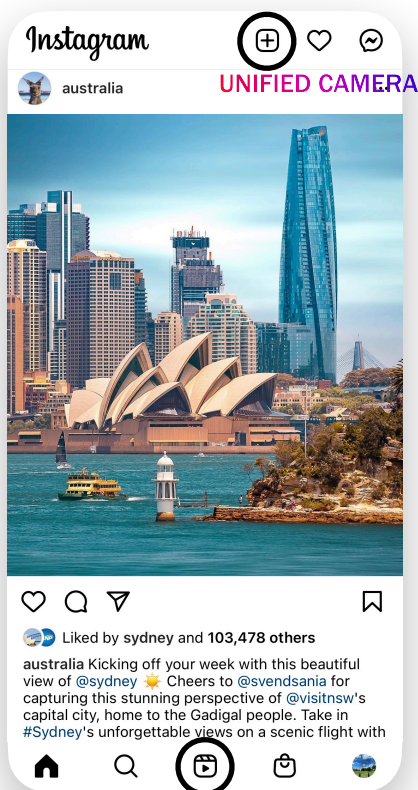 Instagram
UNIFIED CAMERA
australia
Liked by sydney and 103,478 others
australia Kicking off your week with this beautiful
view of @sydney ☀️ Cheers to @svendsania for
capturing this stunning perspective of @visitnsw's
capital city, home to the Gadigal people. Take in
#Sydney's unforgettable views on a scenic flight with